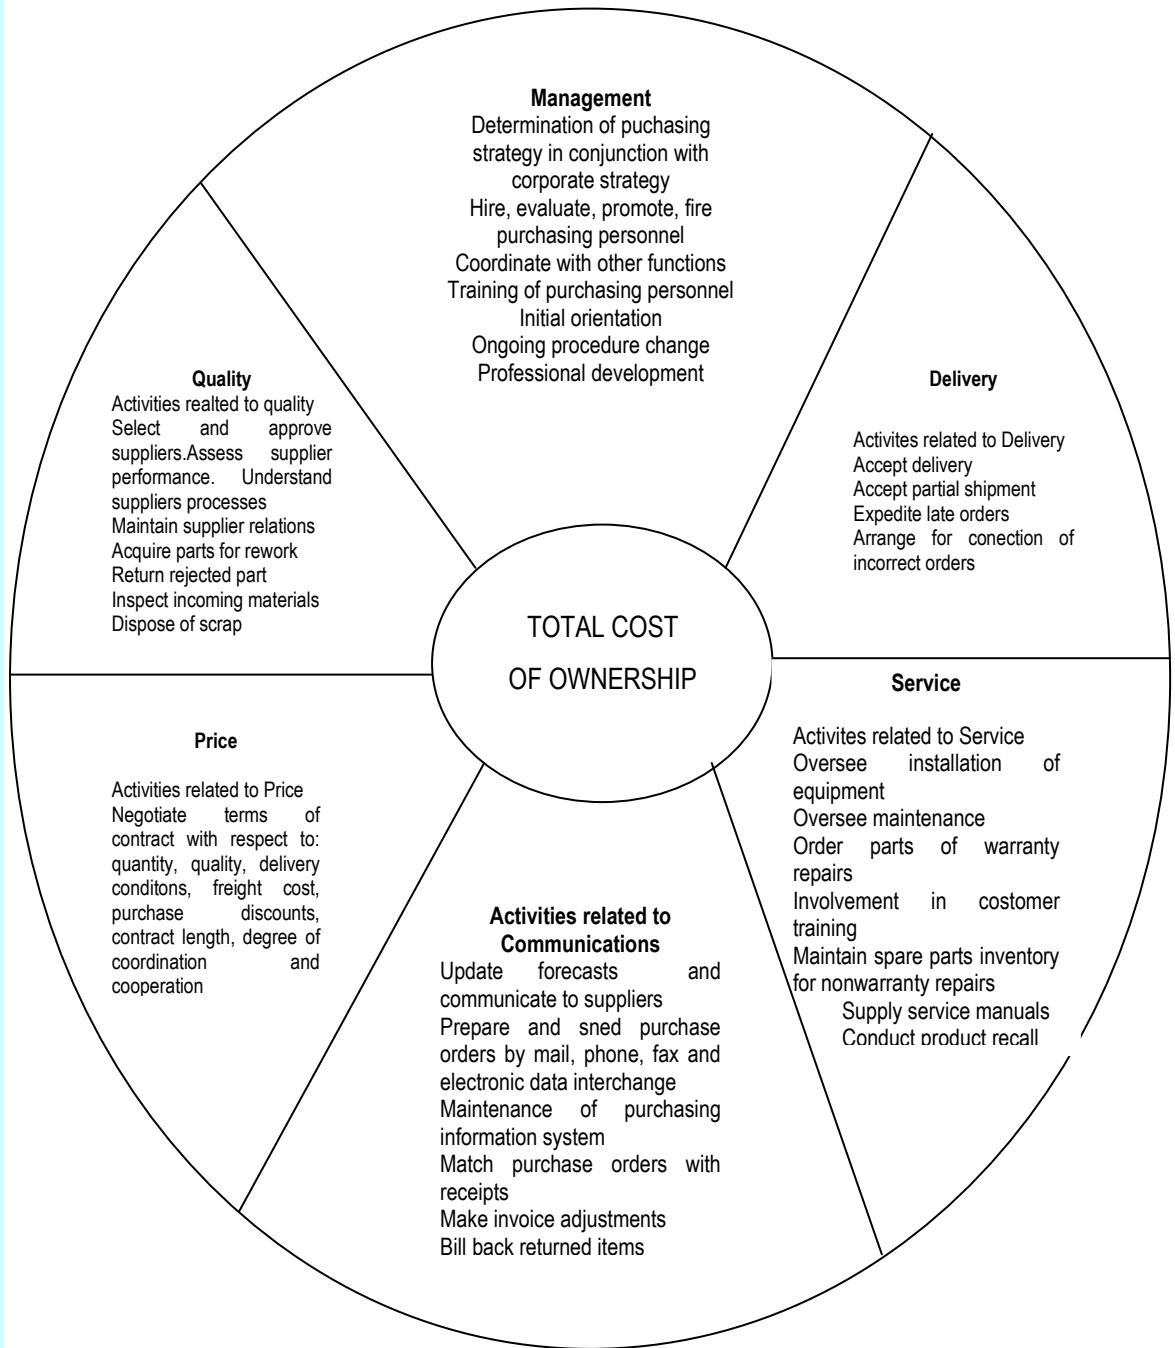 Management
Determination of puchasing
strategy in conjunction with
corporate strategy
Hire, evaluate, promote, fire
purchasing personnel
Coordinate with other functions
Training of purchasing personnel
Initial orientation
Ongoing procedure change
Professional development
Quality
Activities realted to quality
Select and approve
suppliers.Assess supplier
performance. Understand
suppliers processes
Maintain supplier relations
Acquire parts for rework
Return rejected part
Inspect incoming materials
Dispose of scrap
Delivery
Activites related to Delivery
Accept delivery
Accept partial shipment
Expedite late orders
Arrange for conection of
incorrect orders
TOTAL COST
OF OWNERSHIP
Price
Activities related to Price
Negotiate terms of
contract with respect to:
quantity, quality, delivery
conditons, freight cost,
purchase discounts,
contract length, degree of
coordination and
cooperation
Service
Activites related to Service
Oversee installation of
equipment
Oversee maintenance
Order parts of warranty
repairs
Involvement in costomer
training
Maintain spare parts inventory
for nonwarranty repairs
Supply service manuals
Conduct product recall
Activities related to
Communications
Update forecasts and
communicate to suppliers
Prepare and sned purchase
orders by mail, phone, fax and
electronic data interchange
Maintenance of purchasing
information system
Match purchase orders with
receipts
Make invoice adjustments
Bill back returned items